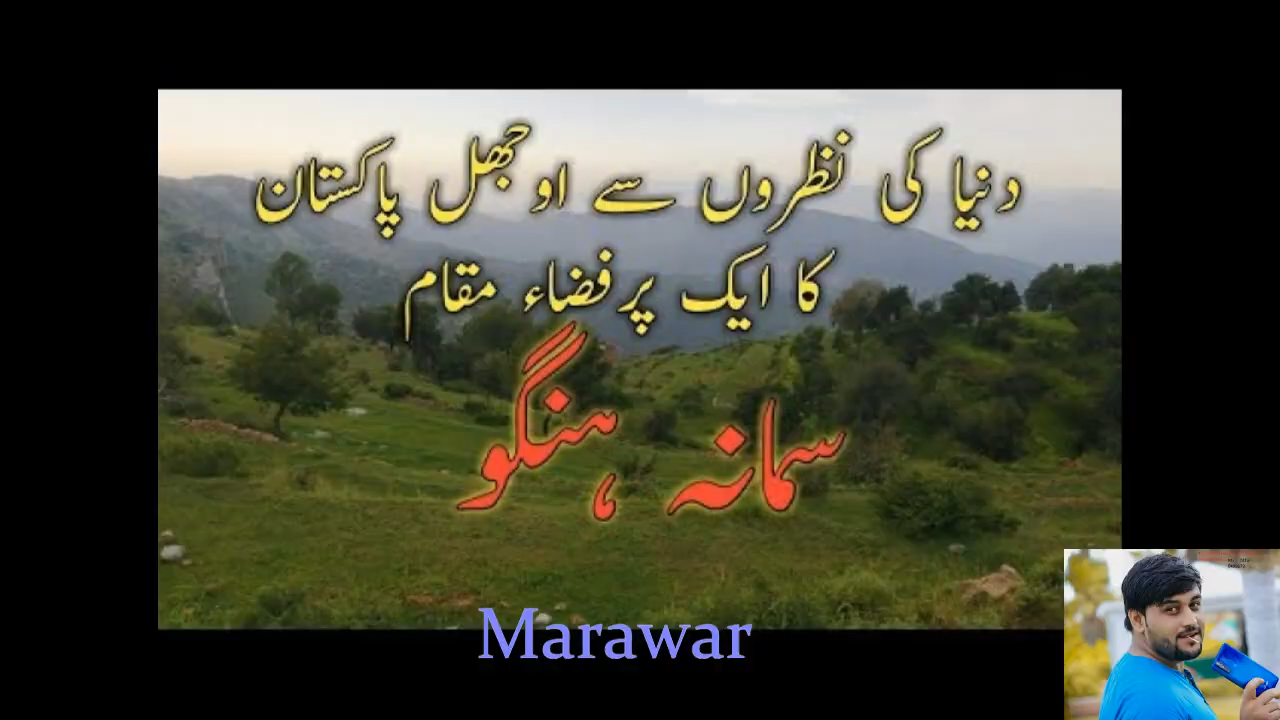 دنیا کی نظروں سے اوجھل پاکستان
کا ایک پرفضاء مقام
سمانہ ہنگو
Marawar